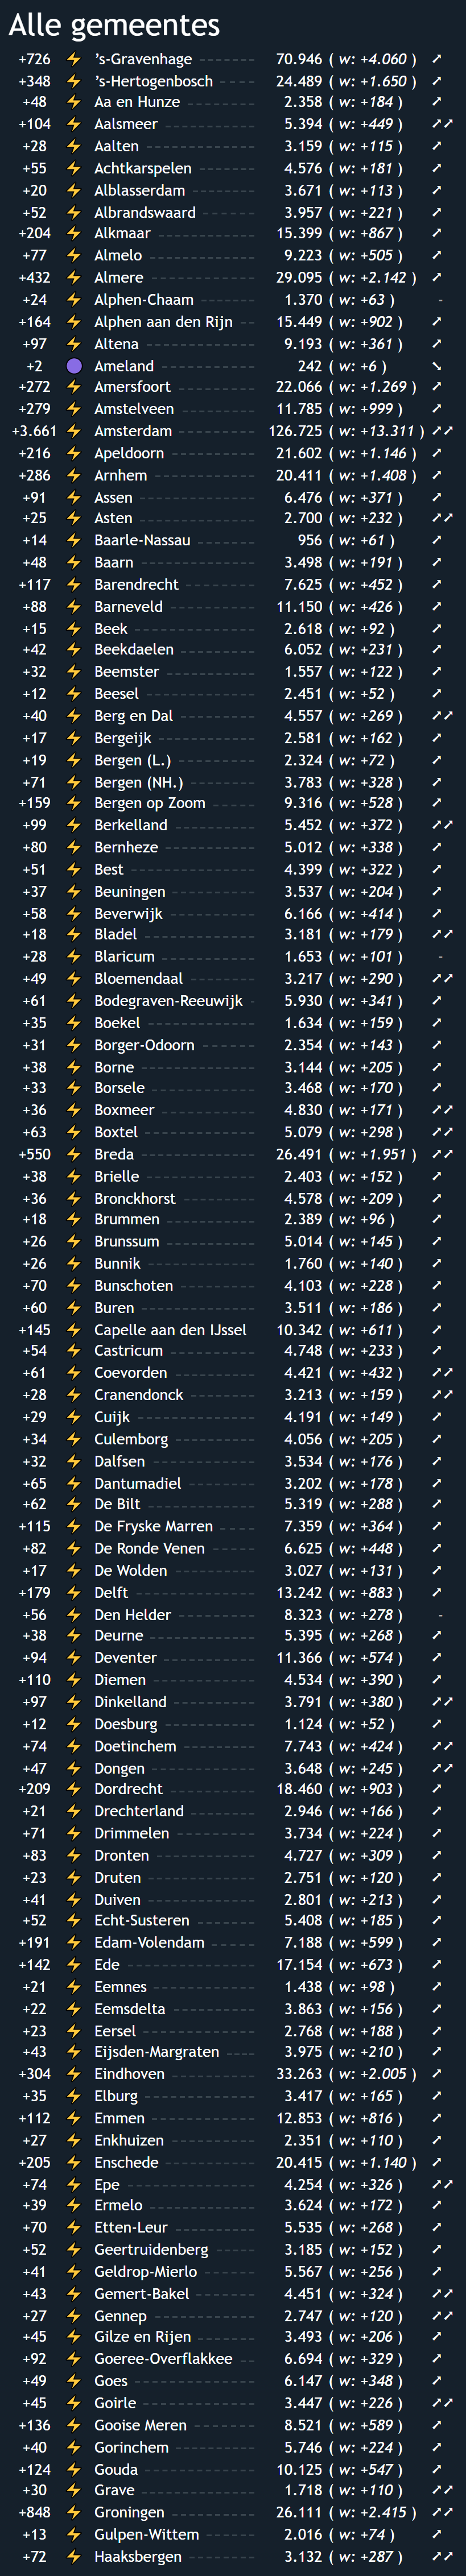 Alle gemeentes
+726 ⚡ ’s-Gravenhage 70.946 ( w: +4.060 ) ➚
+348 ⚡ ’s-Hertogenbosch 24.489 ( w: +1.650 ) ➚
+48 ⚡ Aa en Hunze 2.358 ( w: +184 ) ➚
+104 ⚡ Aalsmeer 5.394 ( w: +449 ) ➚➚
+28 ⚡ Aalten 3.159 ( w: +115 ) ➚
+55 ⚡ Achtkarspelen 4.576 ( w: +181 ) ➚
+20 ⚡ Alblasserdam 3.671 ( w: +113 ) ➚
+52 ⚡ Albrandswaard 3.957 ( w: +221 ) ➚
+204 ⚡ Alkmaar 15.399 ( w: +867 ) ➚
+77 ⚡ Almelo 9.223 ( w: +505 ) ➚
+432 ⚡ Almere 29.095 ( w: +2.142 ) ➚
+24 ⚡ Alphen-Chaam 1.370 ( w: +63 ) -
+164 ⚡ Alphen aan den Rijn 15.449 ( w: +902 ) ➚
+97 ⚡ Altena 9.193 ( w: +361 ) ➚
+2 🟣 Ameland 242 ( w: +6 ) ➘
+272 ⚡ Amersfoort 22.066 ( w: +1.269 ) ➚
+279 ⚡ Amstelveen 11.785 ( w: +999 ) ➚
+3.661 ⚡ Amsterdam 126.725 ( w: +13.311 ) ➚➚
+216 ⚡ Apeldoorn 21.602 ( w: +1.146 ) ➚
+286 ⚡ Arnhem 20.411 ( w: +1.408 ) ➚
+91 ⚡ Assen 6.476 ( w: +371 ) ➚
+25 ⚡ Asten 2.700 ( w: +232 ) ➚➚
+14 ⚡ Baarle-Nassau 956 ( w: +61 ) ➚
+48 ⚡ Baarn 3.498 ( w: +191 ) ➚
+117 ⚡ Barendrecht 7.625 ( w: +452 ) ➚
+88 ⚡ Barneveld 11.150 ( w: +426 ) ➚
+15 ⚡ Beek 2.618 ( w: +92 ) ➚
+42 ⚡ Beekdaelen 6.052 ( w: +231 ) ➚
+32 ⚡ Beemster 1.557 ( w: +122 ) ➚
+12 ⚡ Beesel 2.451 ( w: +52 ) ➚
+40 ⚡ Berg en Dal 4.557 ( w: +269 ) ➚➚
+17 ⚡ Bergeijk 2.581 ( w: +162 ) ➚
+19 ⚡ Bergen (L.) 2.324 ( w: +72 ) ➚
+71 ⚡ Bergen (NH.) 3.783 ( w: +328 ) ➚
+159 ⚡ Bergen op Zoom 9.316 ( w: +528 ) ➚
+99 ⚡ Berkelland 5.452 ( w: +372 ) ➚➚
+80 ⚡ Bernheze 5.012 ( w: +338 ) ➚
+51 ⚡ Best 4.399 ( w: +322 ) ➚
+37 ⚡ Beuningen 3.537 ( w: +204 ) ➚
+58 ⚡ Beverwijk 6.166 ( w: +414 ) ➚
+18 ⚡ Bladel 3.181 ( w: +179 ) ➚➚
+28 ⚡ Blaricum 1.653 ( w: +101 ) -
+49 ⚡ Bloemendaal 3.217 ( w: +290 ) ➚➚
+61 ⚡ Bodegraven-Reeuwijk 5.930 ( w: +341 ) ➚
+35 ⚡ Boekel 1.634 ( w: +159 ) ➚
+31 ⚡ Borger-Odoorn 2.354 ( w: +143 ) ➚
+38 ⚡ Borne 3.144 ( w: +205 ) ➚
+33 ⚡ Borsele 3.468 ( w: +170 ) ➚
+36 ⚡ Boxmeer 4.830 ( w: +171 ) ➚➚
+63 ⚡ Boxtel 5.079 ( w: +298 ) ➚➚
+550 ⚡ Breda 26.491 ( w: +1.951 ) ➚➚
+38 ⚡ Brielle 2.403 ( w: +152 ) ➚
+36 ⚡ Bronckhorst 4.578 ( w: +209 ) ➚
+18 ⚡ Brummen 2.389 ( w: +96 ) ➚
+26 ⚡ Brunssum 5.014 ( w: +145 ) ➚
+26 ⚡ Bunnik 1.760 ( w: +140 ) ➚
+70 ⚡ Bunschoten 4.103 ( w: +228 ) ➚
+60 ⚡ Buren 3.511 ( w: +186 ) ➚
+145 ⚡ Capelle aan den IJssel 10.342 ( w: +611 ) ➚
+54 ⚡ Castricum 4.748 ( w: +233 ) ➚
+61 ⚡ Coevorden 4.421 ( w: +432 ) ➚➚
+28 ⚡ Cranendonck 3.213 ( w: +159 ) ➚➚
+29 ⚡ Cuijk 4.191 ( w: +149 ) ➚
+34 ⚡ Culemborg 4.056 ( w: +205 ) ➚
+32 ⚡ Dalfsen 3.534 ( w: +176 ) ➚
+65 ⚡ Dantumadiel 3.202 ( w: +178 ) ➚
+62 ⚡ De Bilt 5.319 ( w: +288 ) ➚
+115 ⚡ De Fryske Marren 7.359 ( w: +364 ) ➚
+82 ⚡ De Ronde Venen 6.625 ( w: +448 ) ➚
+17 ⚡ De Wolden 3.027 ( w: +131 ) ➚
+179 ⚡ Delft 13.242 ( w: +883 ) ➚
+56 ⚡ Den Helder 8.323 ( w: +278 ) -
+38 ⚡ Deurne 5.395 ( w: +268 ) ➚
+94 ⚡ Deventer 11.366 ( w: +574 ) ➚
+110 ⚡ Diemen 4.534 ( w: +390 ) ➚
+97 ⚡ Dinkelland 3.791 ( w: +380 ) ➚➚
+12 ⚡ Doesburg 1.124 ( w: +52 ) ➚
+74 ⚡ Doetinchem 7.743 ( w: +424 ) ➚➚
+47 ⚡ Dongen 3.648 ( w: +245 ) ➚➚
+209 ⚡ Dordrecht 18.460 ( w: +903 ) ➚
+21 ⚡ Drechterland 2.946 ( w: +166 ) ➚
+71 ⚡ Drimmelen 3.734 ( w: +224 ) ➚
+83 ⚡ Dronten 4.727 ( w: +309 ) ➚
+23 ⚡ Druten 2.751 ( w: +120 ) ➚
+41 ⚡ Duiven 2.801 ( w: +213 ) ➚
+52 ⚡ Echt-Susteren 5.408 ( w: +185 ) ➚
+191 ⚡ Edam-Volendam 7.188 ( w: +599 ) ➚
+142 ⚡ Ede 17.154 ( w: +673 ) ➚
+21 ⚡ Eemnes 1.438 ( w: +98 ) ➚
+22 ⚡ Eemsdelta 3.863 ( w: +156 ) ➚
+23 ⚡ Eersel 2.768 ( w: +188 ) ➚
+43 ⚡ Eijsden-Margraten 3.975 ( w: +210 ) ➚
+304 ⚡ Eindhoven 33.263 ( w: +2.005 ) ➚
+35 ⚡ Elburg 3.417 ( w: +165 ) ➚
+112 ⚡ Emmen 12.853 ( w: +816 ) ➚
+27 ⚡ Enkhuizen 2.351 ( w: +110 ) ➚
+205 ⚡ Enschede 20.415 ( w: +1.140 ) ➚
+74 ⚡ Epe 4.254 ( w: +326 ) ➚➚
+39 ⚡ Ermelo 3.624 ( w: +172 ) ➚
+70 ⚡ Etten-Leur 5.535 ( w: +268 ) ➚
+52 ⚡ Geertruidenberg 3.185 ( w: +152 ) ➚
+41 ⚡ Geldrop-Mierlo 5.567 ( w: +256 ) ➚
+43 ⚡ Gemert-Bakel 4.451 ( w: +324 ) ➚➚
+27 ⚡ Gennep 2.747 ( w: +120 ) ➚➚
+45 ⚡ Gilze en Rijen 3.493 ( w: +206 ) ➚
+92 ⚡ Goeree-Overflakkee 6.694 ( w: +329 ) ➚
+49 ⚡ Goes 6.147 ( w: +348 ) ➚
+45 ⚡ Goirle 3.447 ( w: +226 ) ➚➚
+136 ⚡ Gooise Meren 8.521 ( w: +589 ) ➚
+40 ⚡ Gorinchem 5.746 ( w: +224 ) ➚
+124 ⚡ Gouda 10.125 ( w: +547 ) ➚
+30 ⚡ Grave 1.718 ( w: +110 ) ➚➚
+848 ⚡ Groningen 26.111 ( w: +2.415 ) ➚➚
+13 ⚡ Gulpen-Wittem 2.016 ( w: +74 ) ➚
+72 ⚡ Haaksbergen 3.132 ( w: +287 ) ➚➚